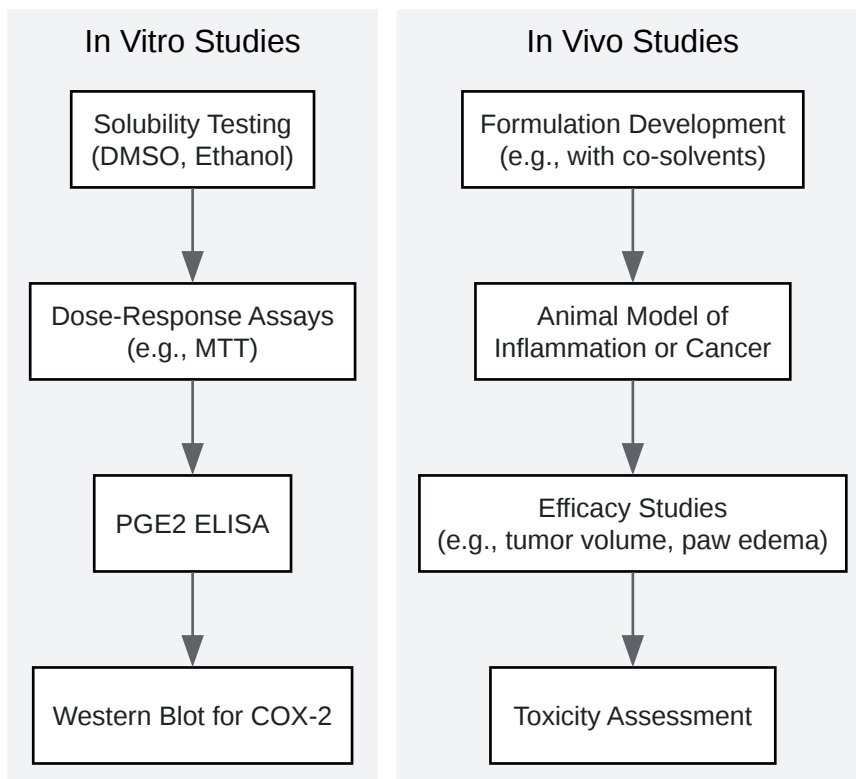 In Vitro Studies
Solubility Testing
(DMSO, Ethanol)
Dose-Response Assays
(e.g., MTT)
PGE2 ELISA
Western Blot for COX-2
In Vivo Studies
Formulation Development
(e.g., with co-solvents)
Animal Model of
Inflammation or Cancer
Efficacy Studies
(e.g., tumor volume, paw edema)
Toxicity Assessment